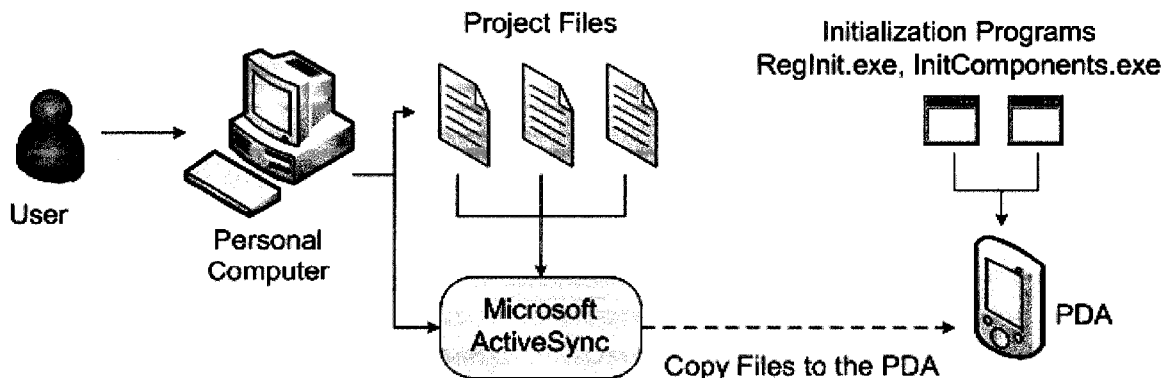 Project Files
Initialization Programs
RegInit.exe, InitComponents.exe
User
Personal
Computer
Microsoft
ActiveSync
PDA
Copy Files to the PDA